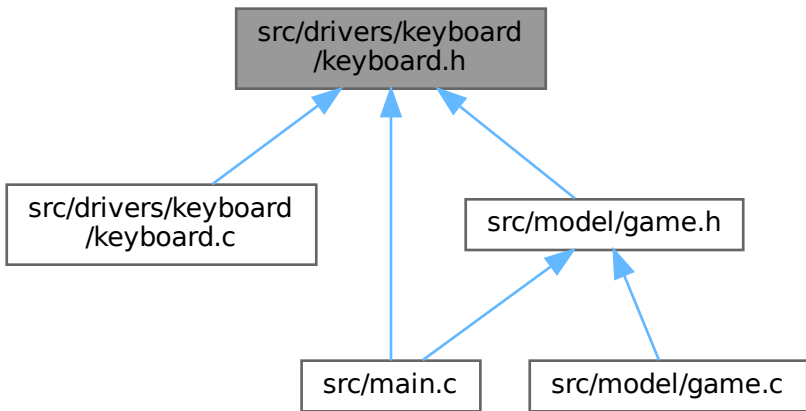 src/drivers/keyboard
/keyboard.h
src/drivers/keyboard
/keyboard.c
src/model/game.h
src/main.c
src/model/game.c